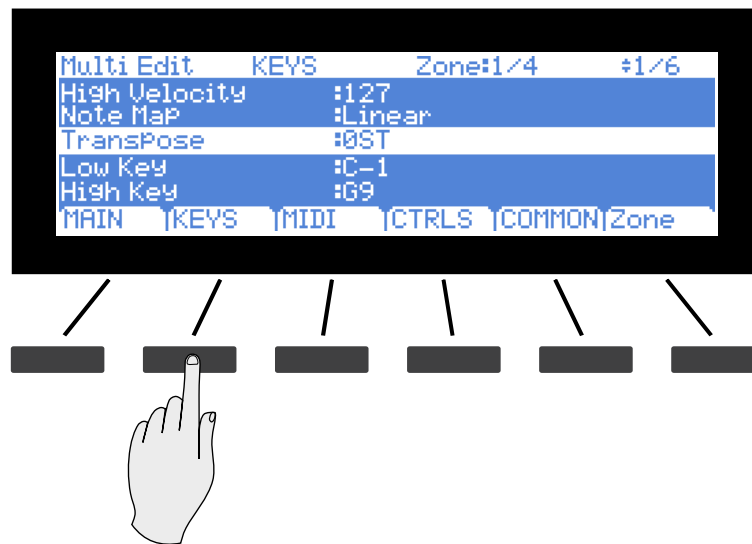 Multi Edit KEYS Zone:1/4 ÷1/6
High Velocity :127
Note Map :Linear
Transpose :0ST
Low Key :C-1
High Key :G9
MAIN KEYS MIDI CTRLS COMMON Zone